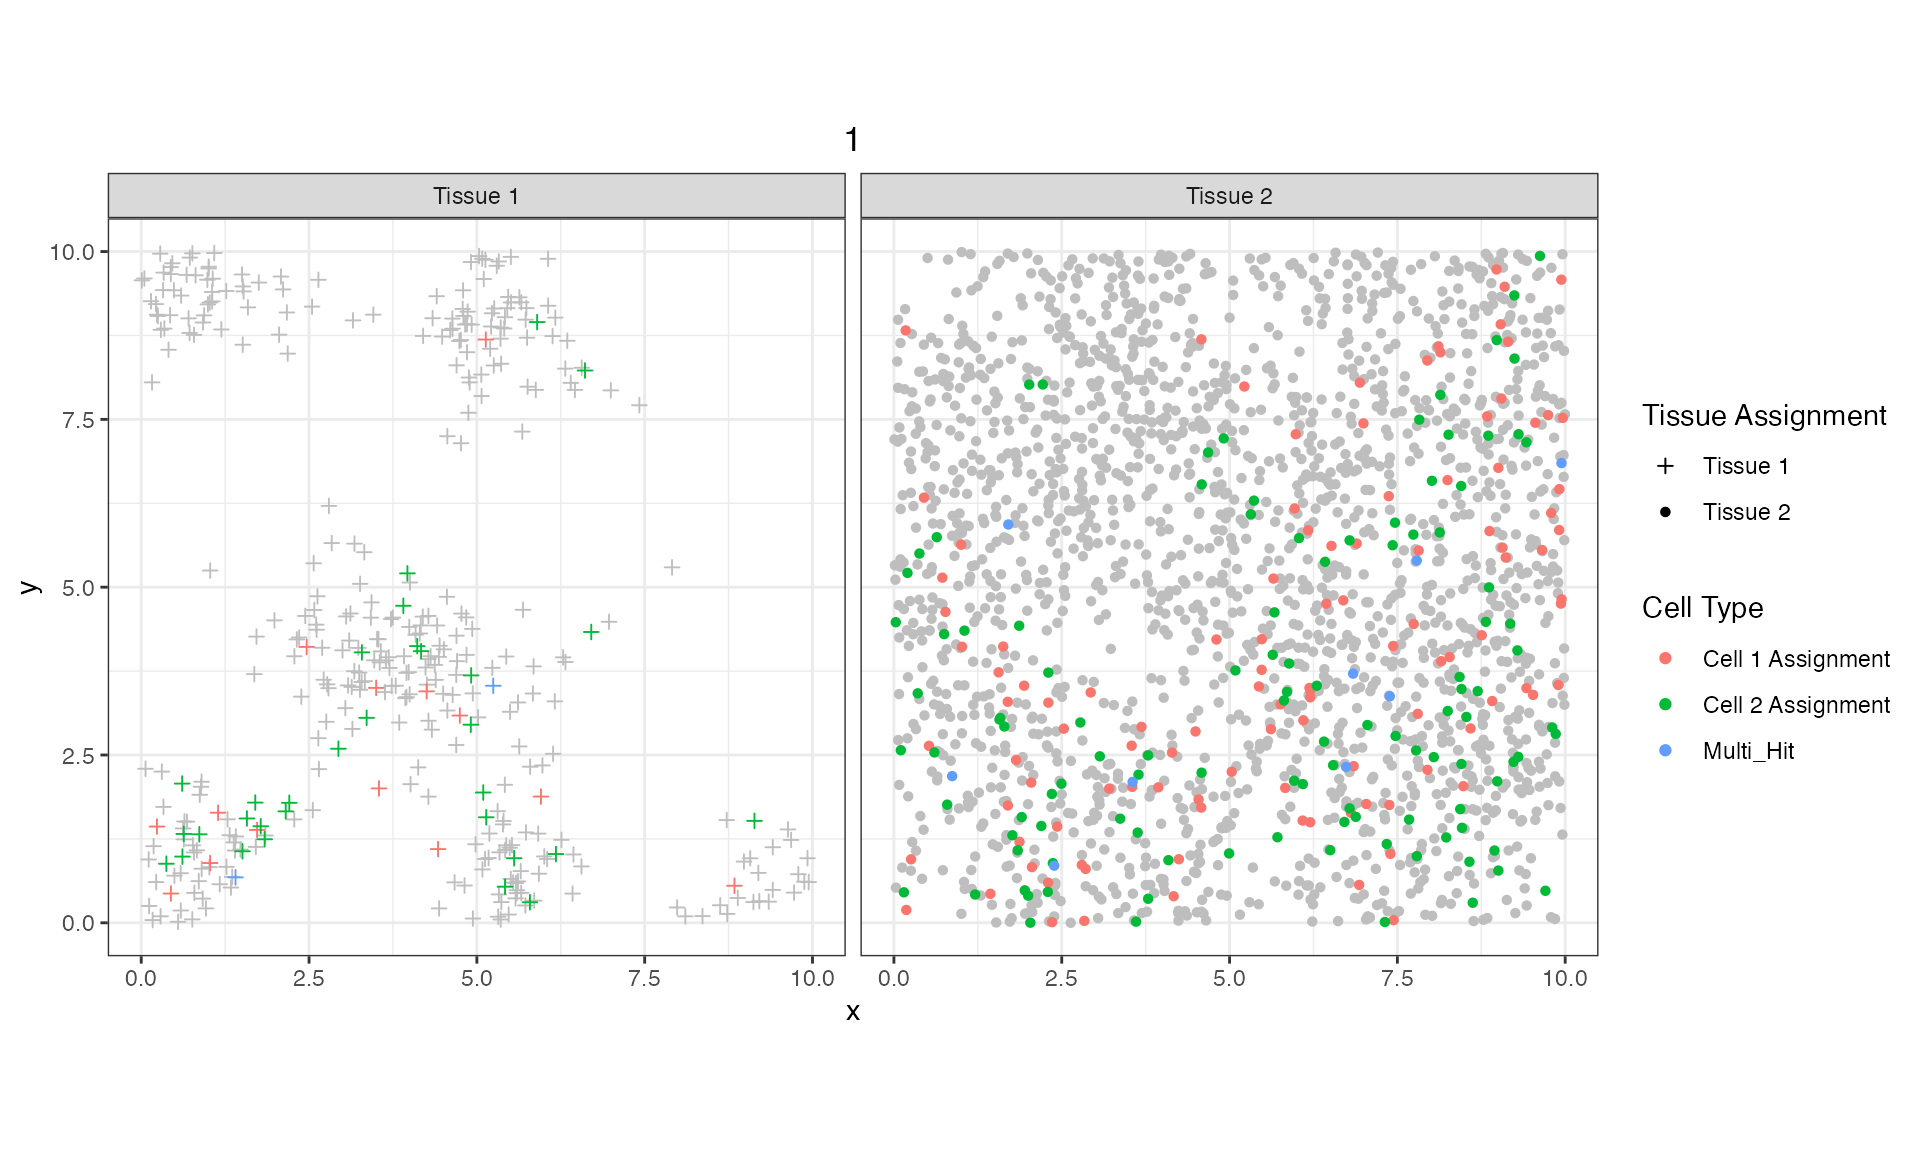 1
Tissue 1
Tissue 2
y
10.0
7.5
5.0
2.5
0.0
0.0 2.5 5.0 7.5 10.0
0.0 2.5 5.0 7.5 10.0
x
Tissue Assignment
Tissue 1
Tissue 2
Cell Type
Cell 1 Assignment
Cell 2 Assignment
Multi_Hit